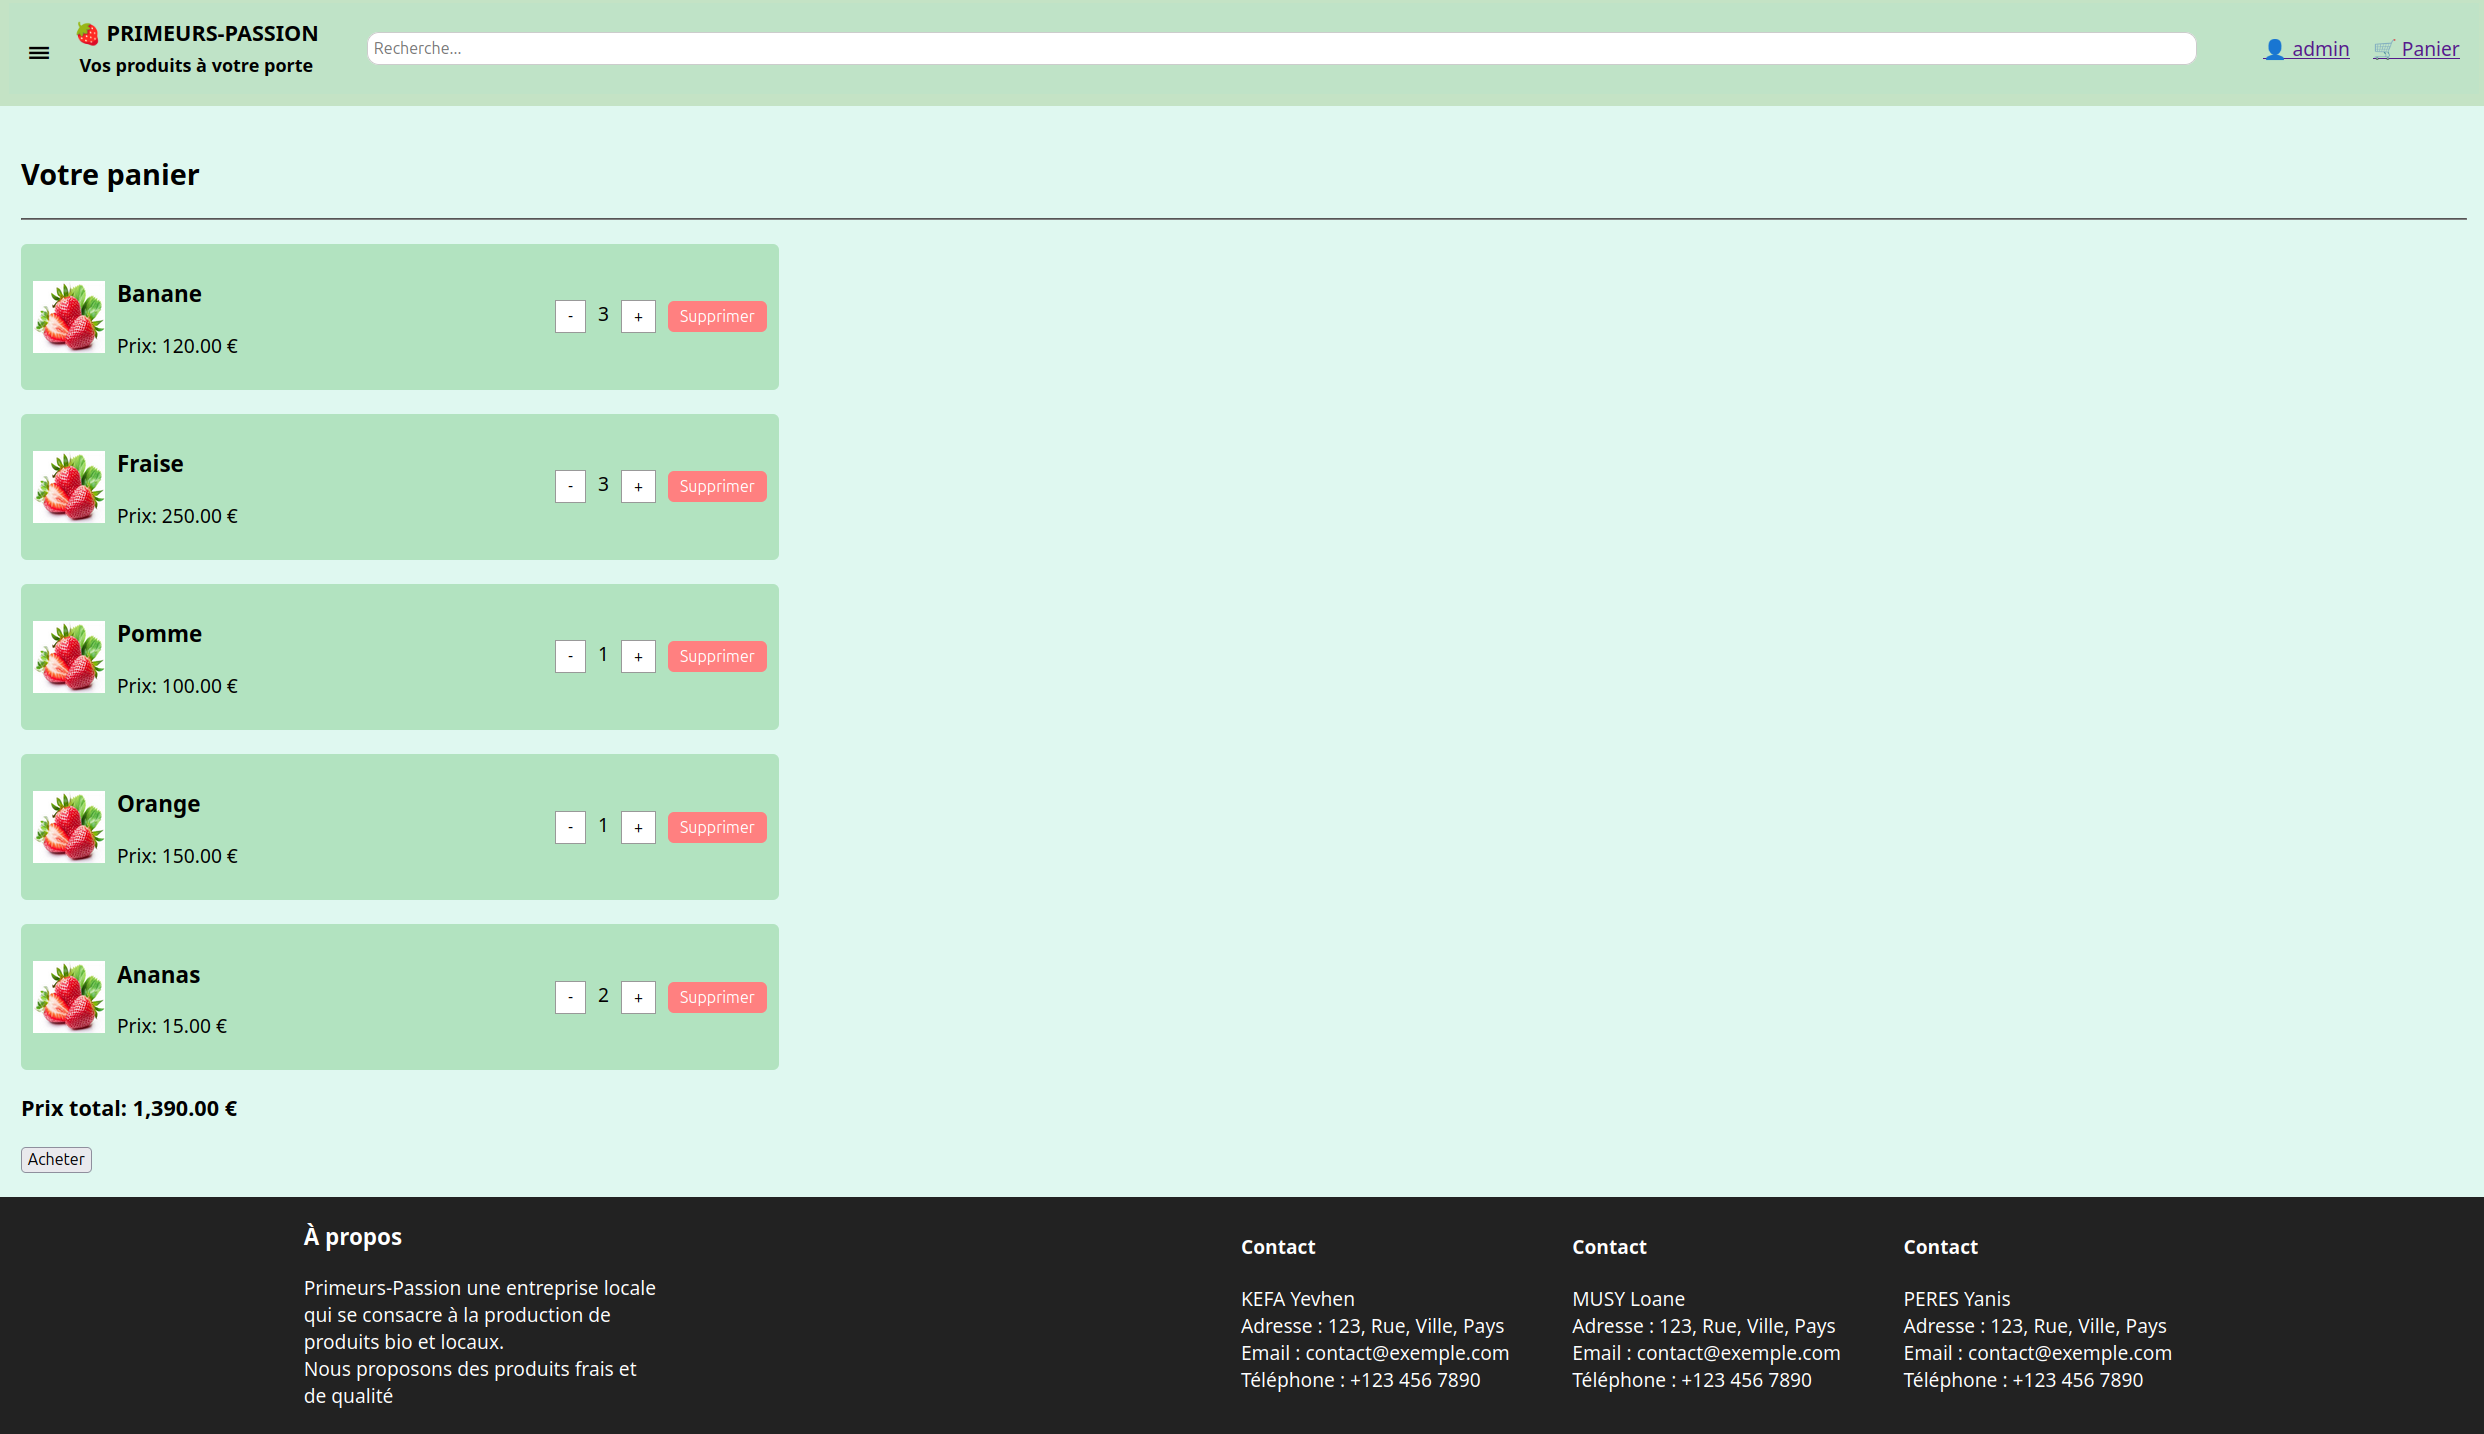 🍓 PRIMEURS-PASSION
Vos produits à votre porte
Recherche...
👤 admin
🛒 Panier
Votre panier
Banane
Prix: 120.00 €
- 3 + Supprimer
Fraise
Prix: 250.00 €
- 3 + Supprimer
Pomme
Prix: 100.00 €
- 1 + Supprimer
Orange
Prix: 150.00 €
- 1 + Supprimer
Ananas
Prix: 15.00 €
- 2 + Supprimer
Prix total: 1,390.00 €
Acheter
À propos
Primeurs-Passion une entreprise locale
qui se consacre à la production de
produits bio et locaux.
Nous proposons des produits frais et
de qualité
Contact
KEFA Yevhen
Adresse : 123, Rue, Ville, Pays
Email : contact@exemple.com
Téléphone : +123 456 7890
Contact
MUSY Loane
Adresse : 123, Rue, Ville, Pays
Email : contact@exemple.com
Téléphone : +123 456 7890
Contact
PERES Yanis
Adresse : 123, Rue, Ville, Pays
Email : contact@exemple.com
Téléphone : +123 456 7890